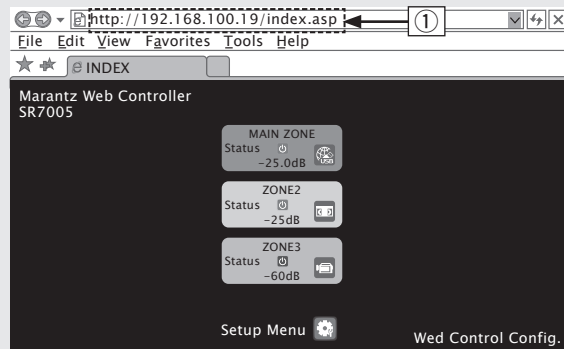 http://192.168.100.19/index.asp
①
File Edit View Favorites Tools Help
INDEX
Marantz Web Controller
SR7005
MAIN ZONE
Status
-25.0dB
USB
ZONE2
Status
-25dB
ZONE3
Status
-60dB
Setup Menu
Wed Control Config.